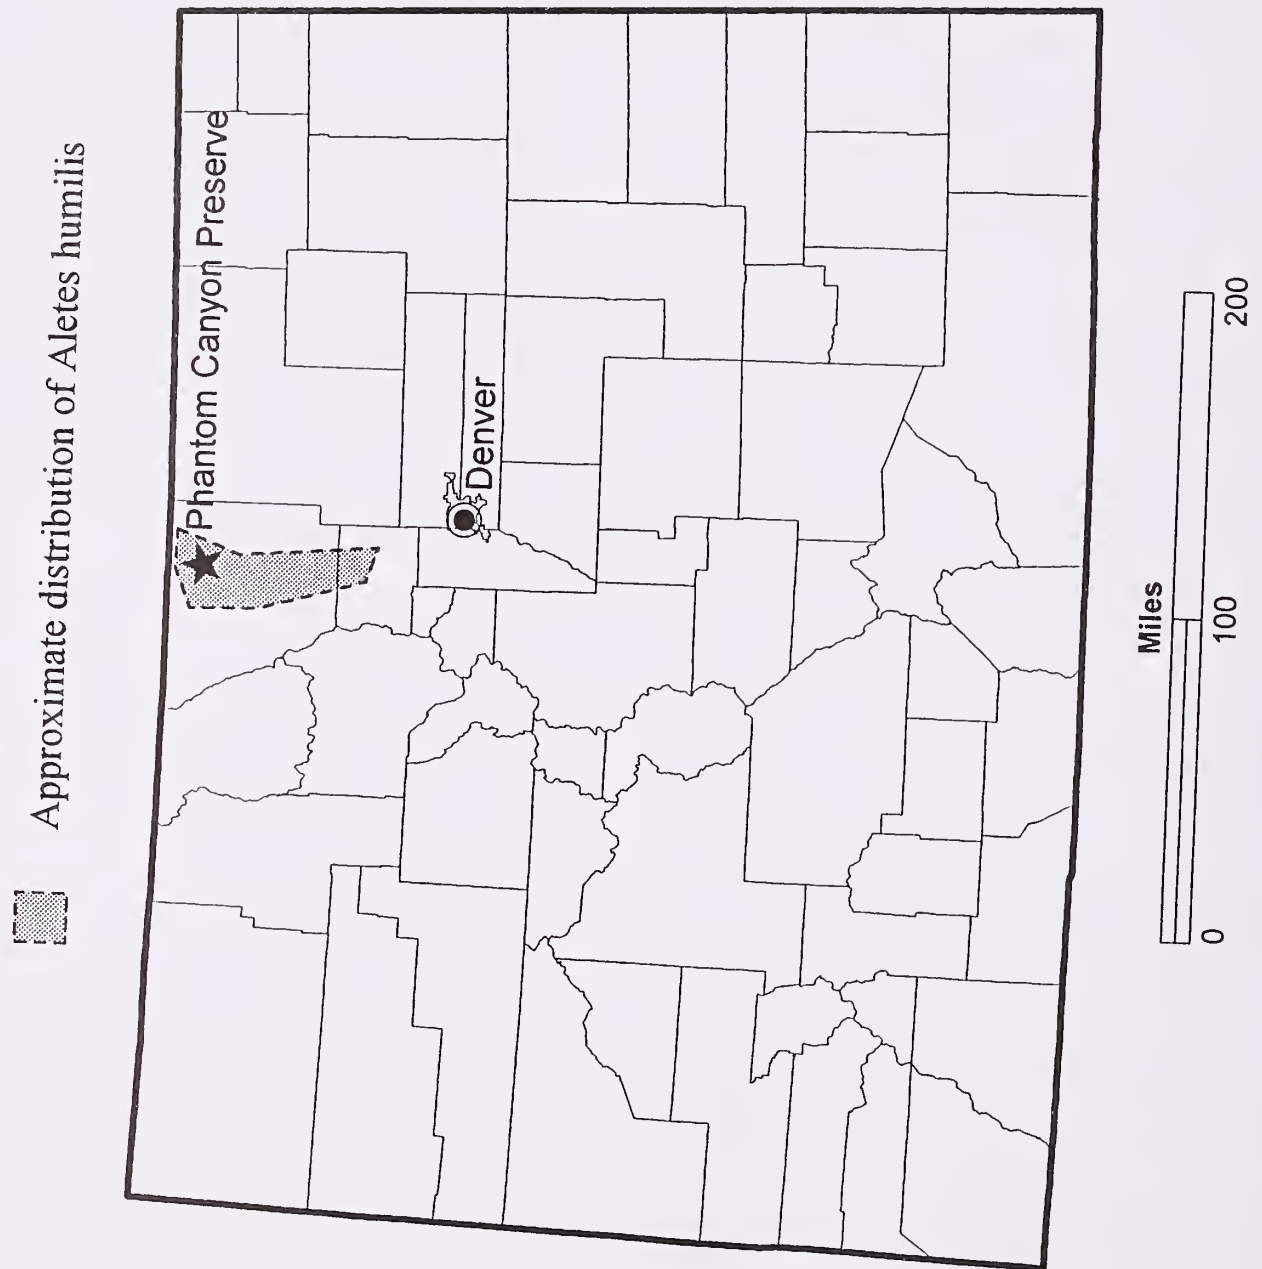 Approximate distribution of Aletes humilis
Phantom Canyon Preserve
Denver
Miles
0
100
200